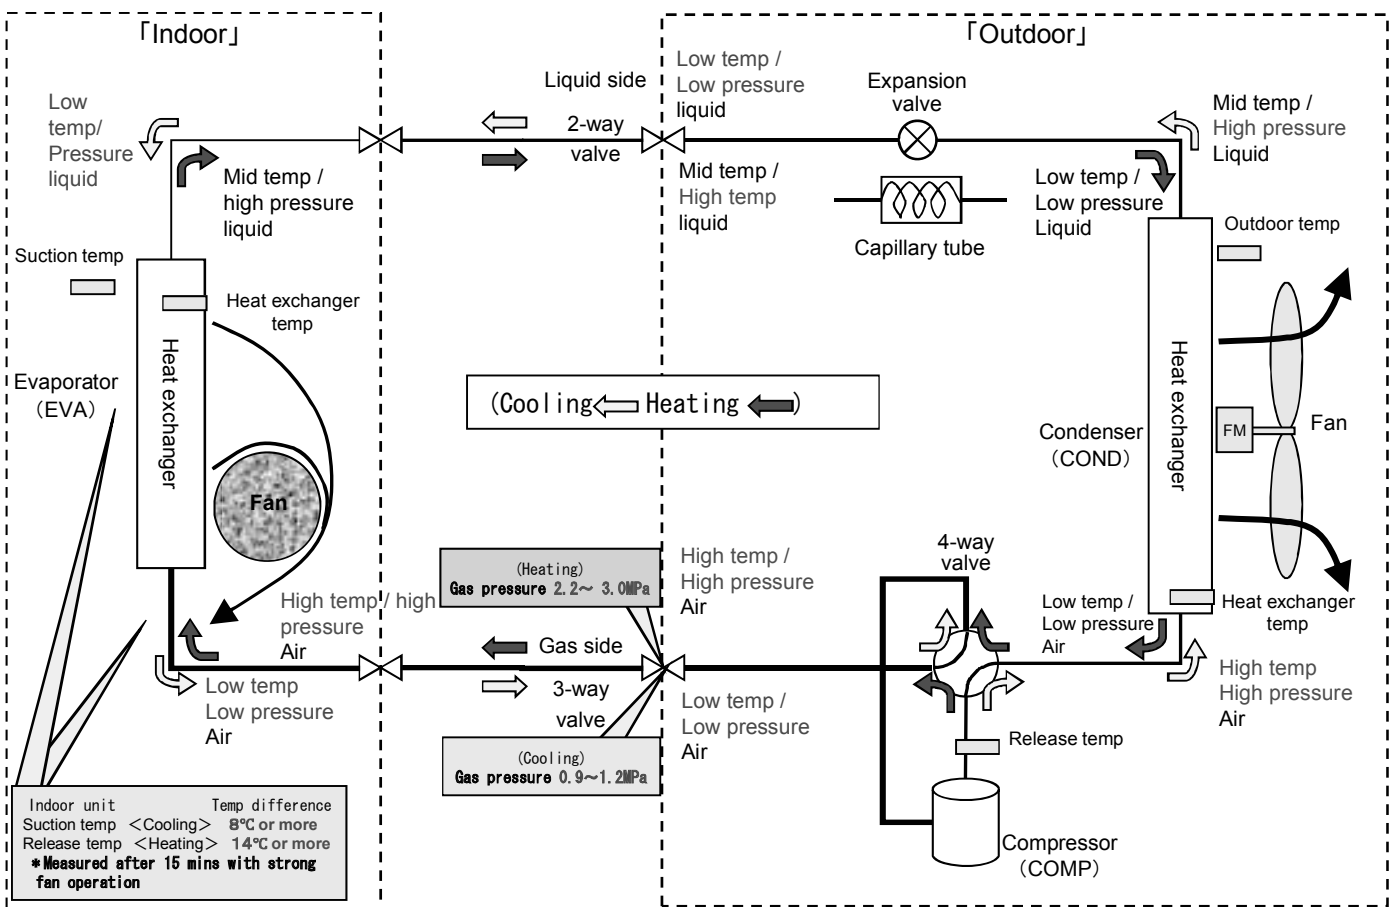 「Indoor」
「Outdoor」
Low
temp/
Pressure
liquid
Mid temp /
high pressure
liquid
Liquid side
2-way
valve
Low temp /
Low pressure
liquid
Mid temp /
High temp
liquid
Expansion
valve
Capillary tube
Mid temp /
High pressure
Liquid
Low temp /
Low pressure
Liquid
Suction temp
Heat exchanger
temp
Outdoor temp
Evaporator
（EVA）
Heat exchanger
Fan
(Cooling Heating )
Condenser
（COND）
Heat exchanger
FM
Fan
(Heating)
Gas pressure 2.2～ 3.0MPa
High temp /
High pressure
Air
4-way
valve
High temp / high
pressure
Air
Gas side
3-way
valve
Low temp /
Low pressure
Air
Heat exchanger
temp
Low temp
Low pressure
Air
Low temp /
Low pressure
Air
High temp
High pressure
Air
(Cooling)
Gas pressure 0.9～1.2MPa
Release temp
Compressor
（COMP）
Indoor unit Temp difference
Suction temp ＜Cooling＞ 8℃ or more
Release temp ＜Heating＞ 14℃ or more
*Measured after 15 mins with strong
fan operation